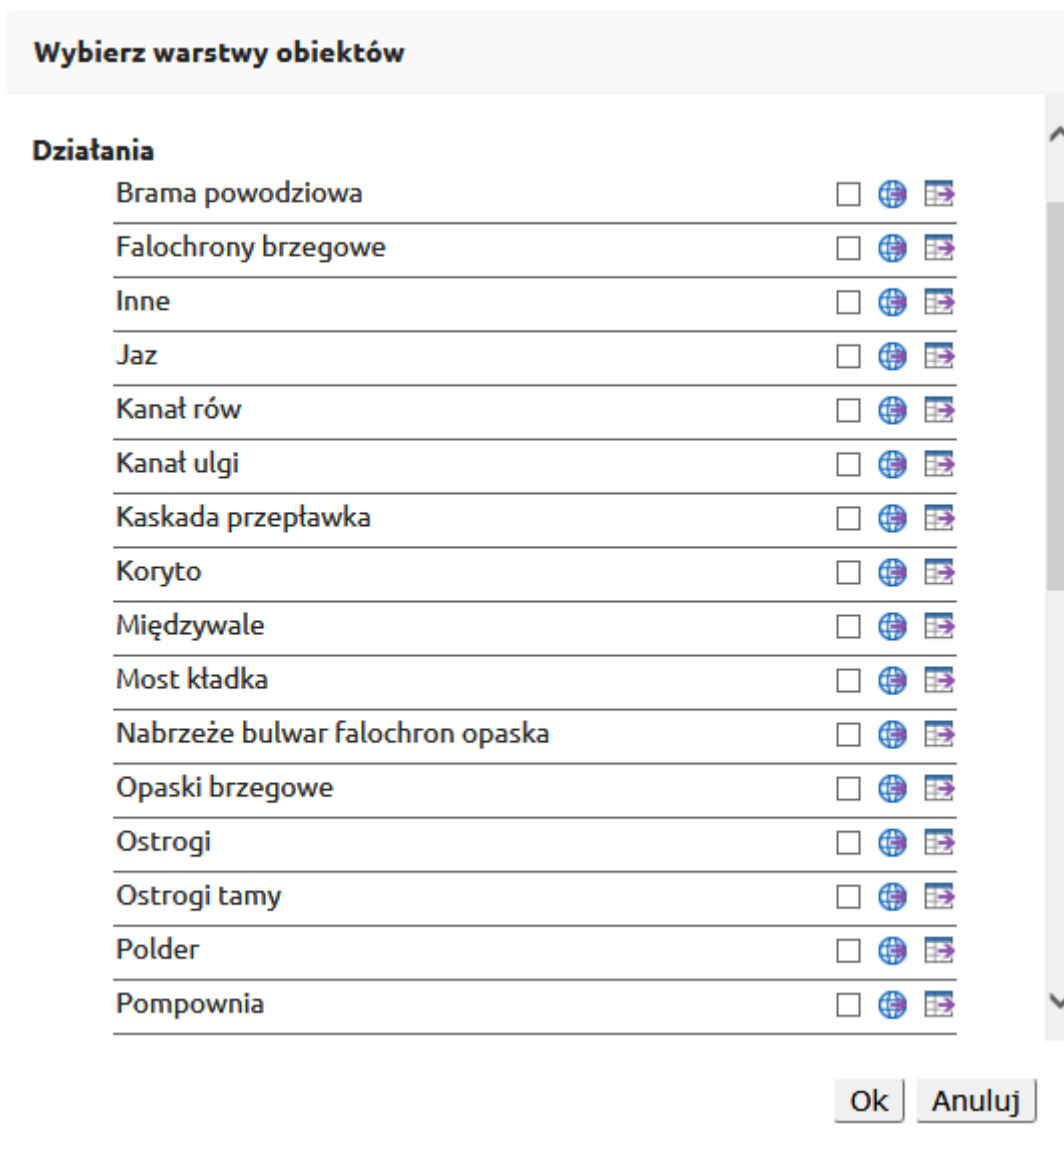 Wybierz warstwy obiektów
Działania
Brama powodziowa
Falochrony brzegowe
Inne
Jaz
Kanał rów
Kanał ulgi
Kaskada przepławka
Koryto
Międzywale
Most kładka
Nabrzeże bulwar falochron opaska
Opaski brzegowe
Ostrogi
Ostrogi tamy
Polder
Pompownia
Ok Anuluj